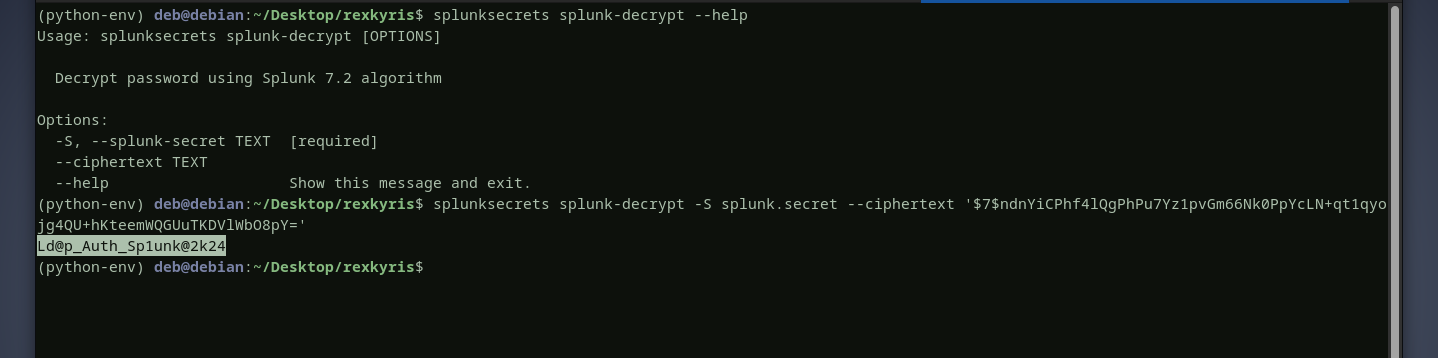 (python-env) deb@debian:~/Desktop/rexkyris$ splunksecrets splunk-decrypt --help
Usage: splunksecrets splunk-decrypt [OPTIONS]
Decrypt password using Splunk 7.2 algorithm
Options:
-S, --splunk-secret TEXT  [required]
--ciphertext TEXT
--help                    Show this message and exit.
(python-env) deb@debian:~/Desktop/rexkyris$ splunksecrets splunk-decrypt -S splunk.secret --ciphertext '$7$ndnYiCPhf4lQgPhPu7Yz1pvGm66Nk0PpYcLN+qt1qyo
jg4QU+hKteemWQGUuTKDVlWbO8pY='
Ld@p_Auth_Sp1unk@2k24
(python-env) deb@debian:~/Desktop/rexkyris$